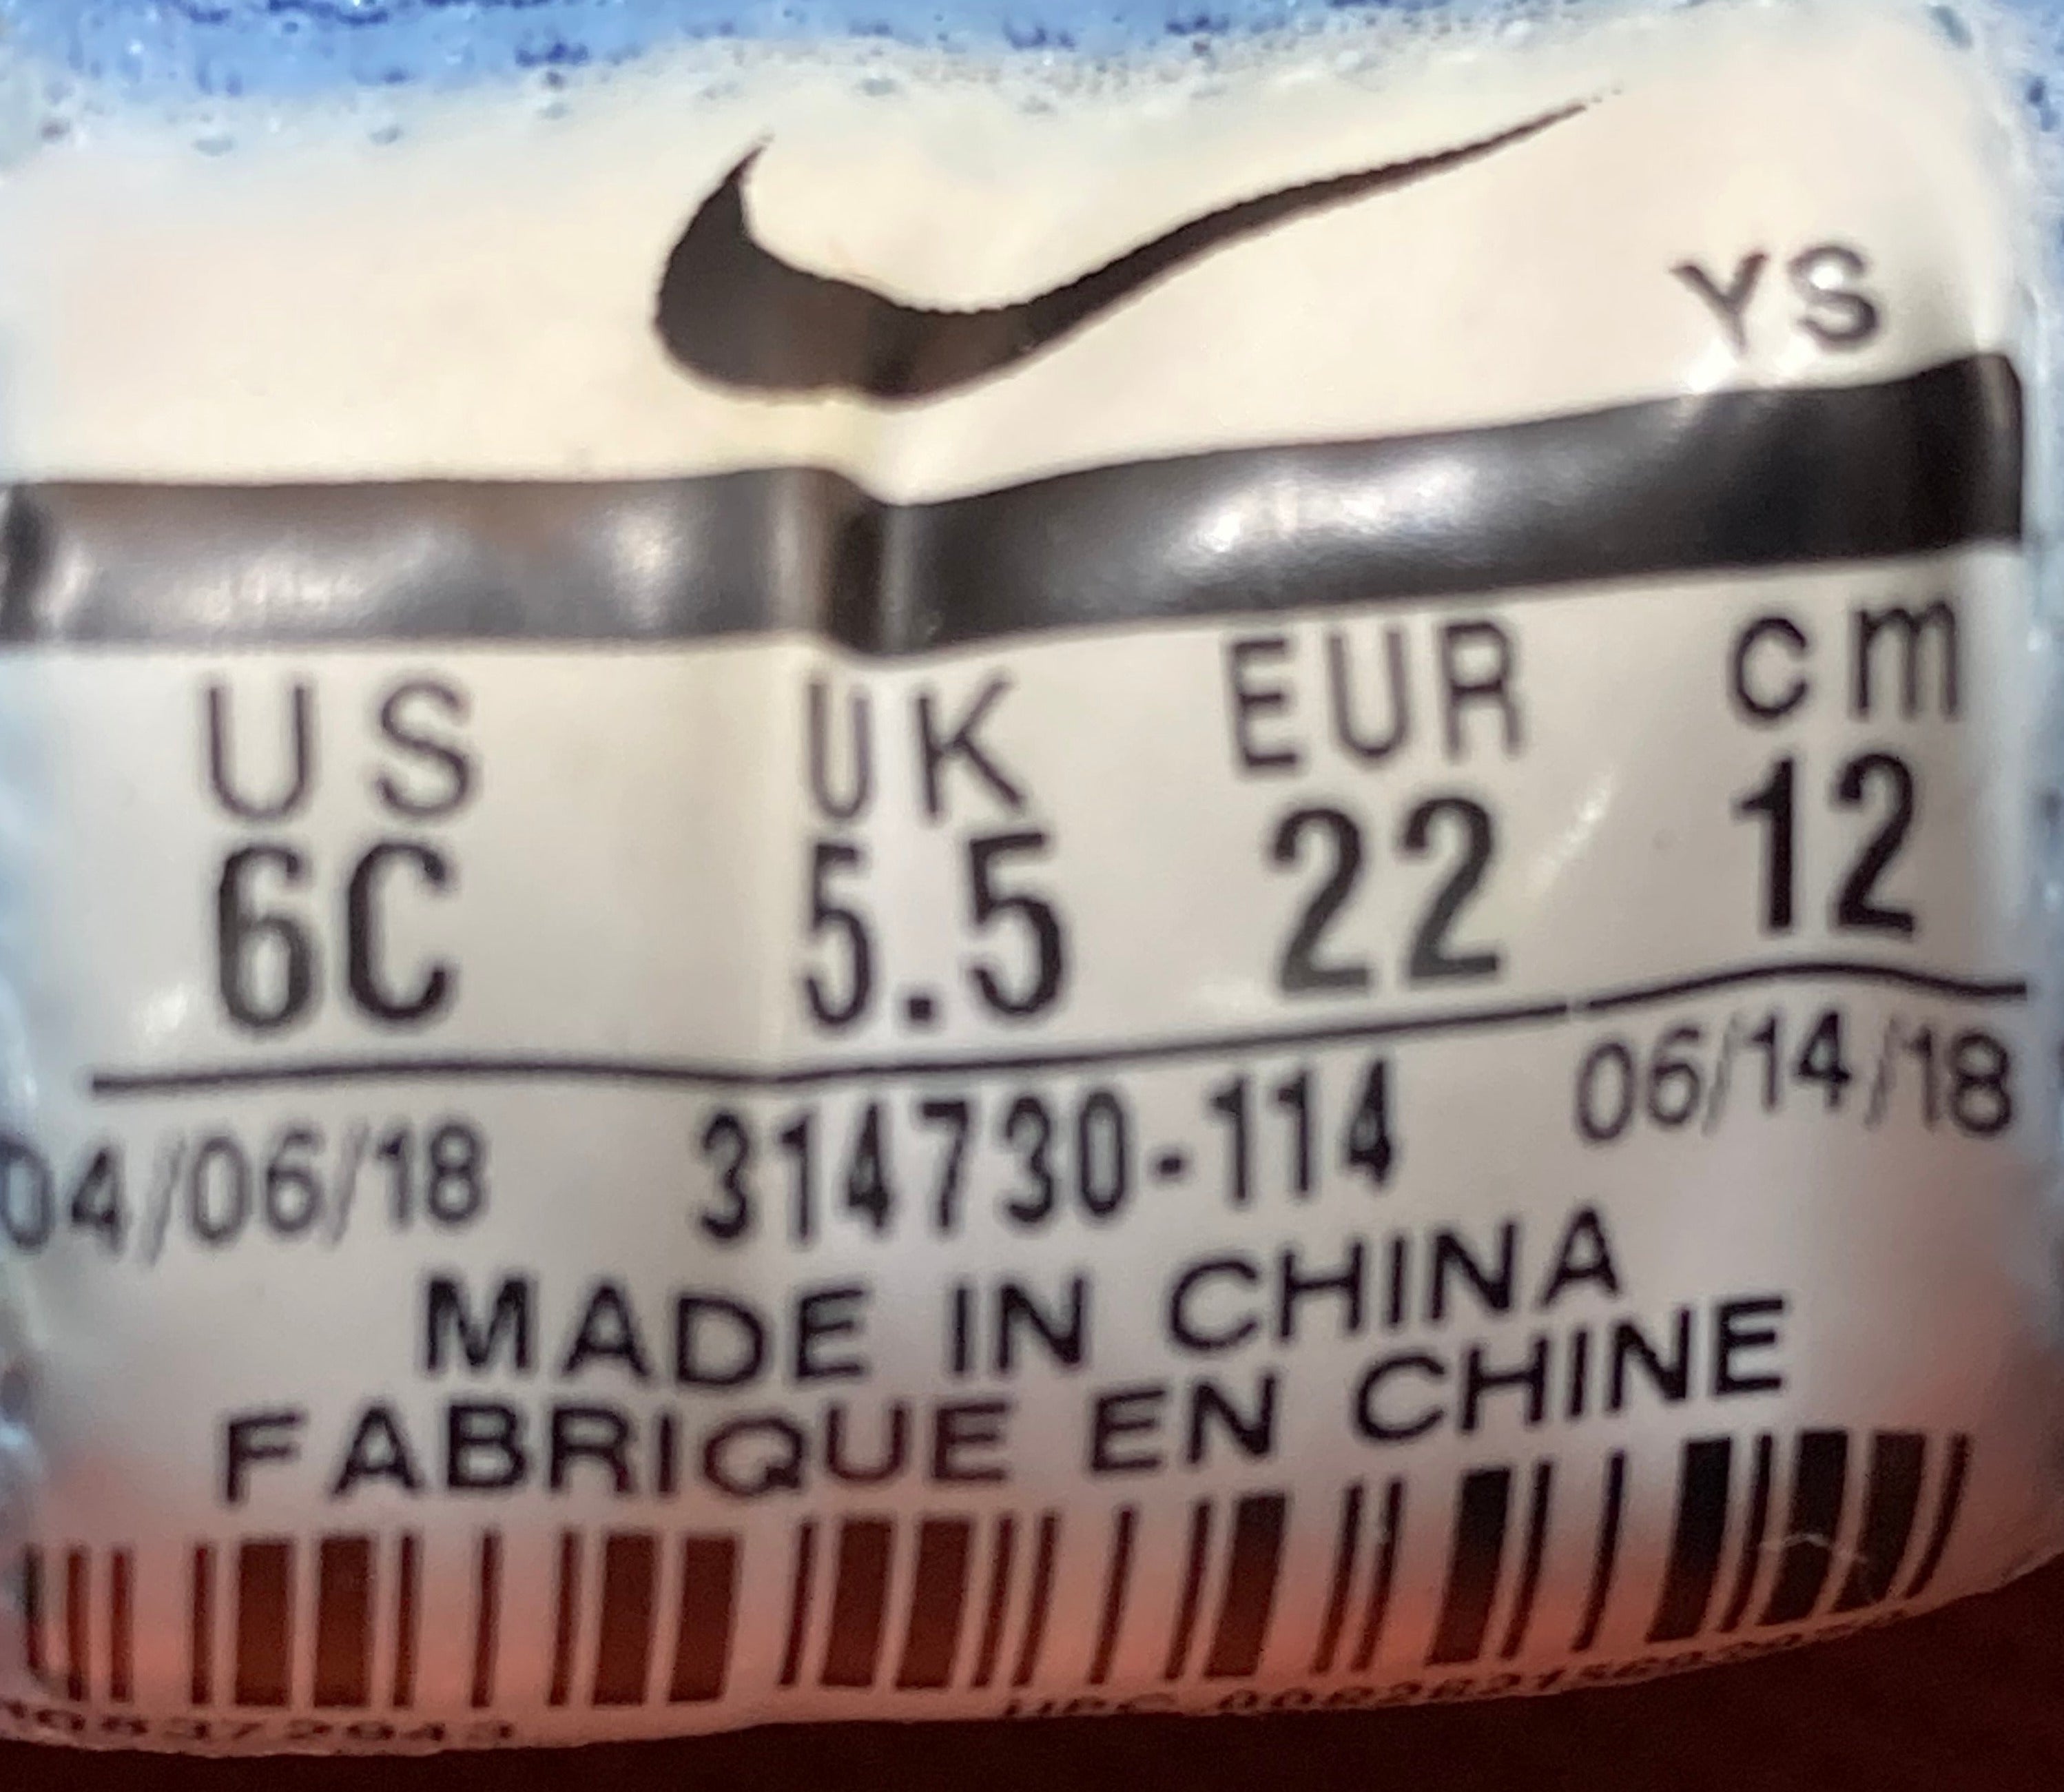 YS
US UK EUR cm
6C 5.5 22 12
04/06/18 314730-114 06/14/18
MADE IN CHINA
FABRIQUE EN CHINE
UPC